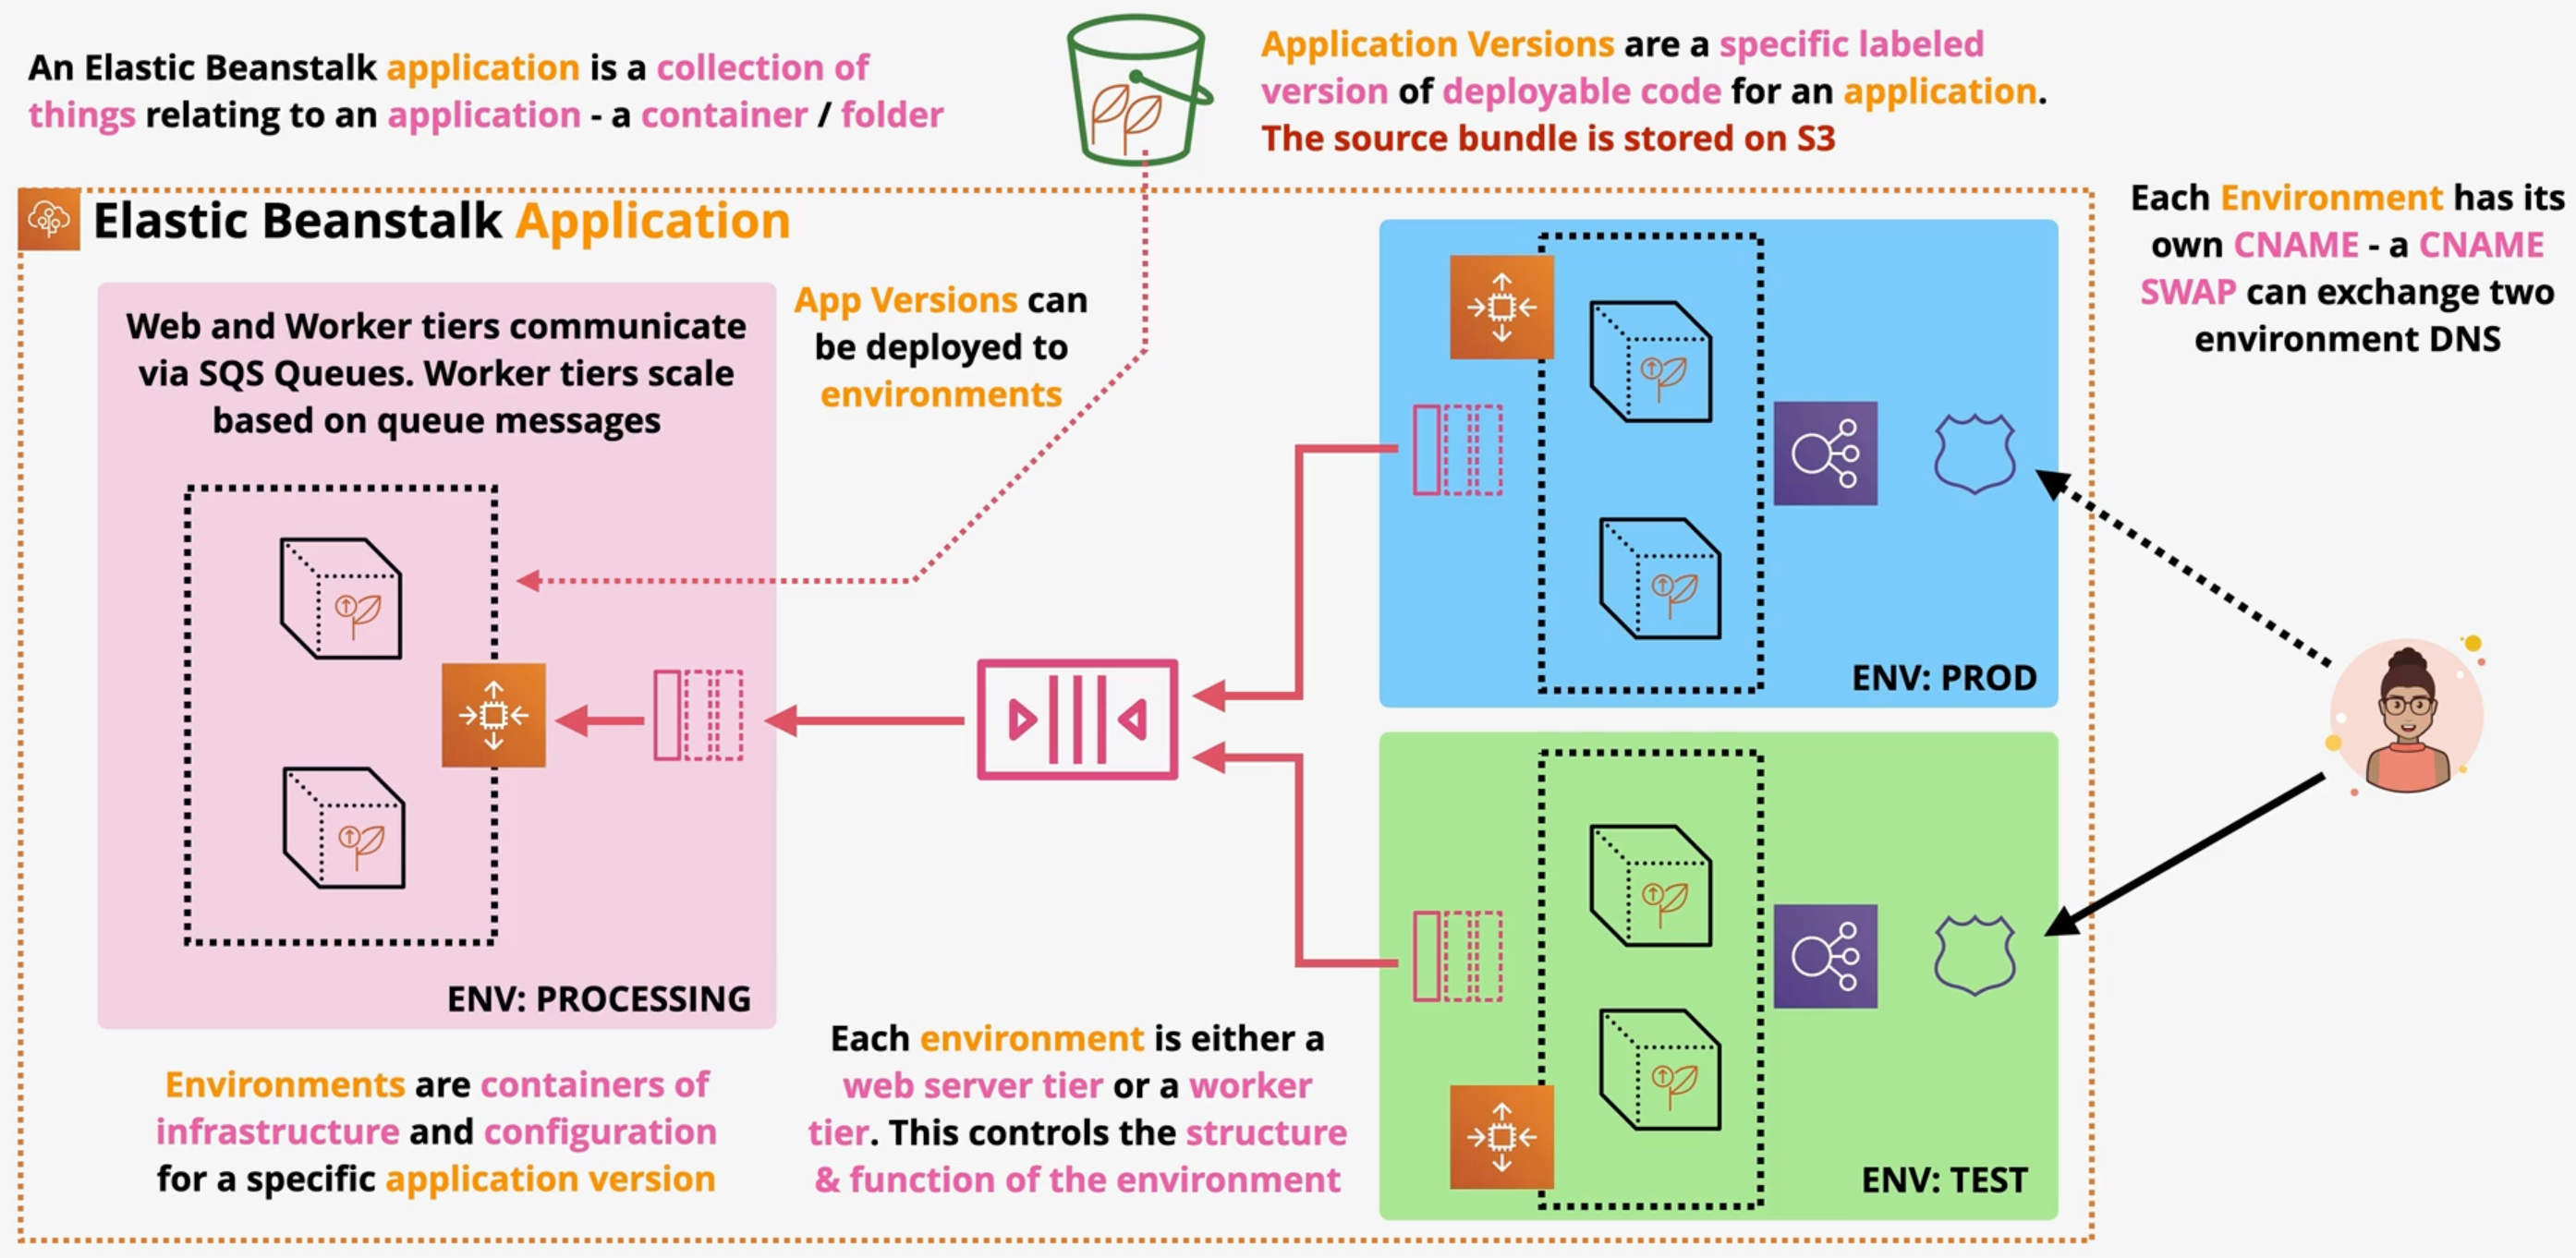 An Elastic Beanstalk application is a collection of
things relating to an application - a container / folder
Application Versions are a specific labeled
version of deployable code for an application.
The source bundle is stored on S3
Elastic Beanstalk Application
Each Environment has its
own CNAME - a CNAME
SWAP can exchange two
environment DNS
Web and Worker tiers communicate
via SQS Queues. Worker tiers scale
based on queue messages
App Versions can
be deployed to
environments
ENV: PROD
ENV: PROCESSING
Environments are containers of
infrastructure and configuration
for a specific application version
Each environment is either a
web server tier or a worker
tier. This controls the structure
& function of the environment
ENV: TEST